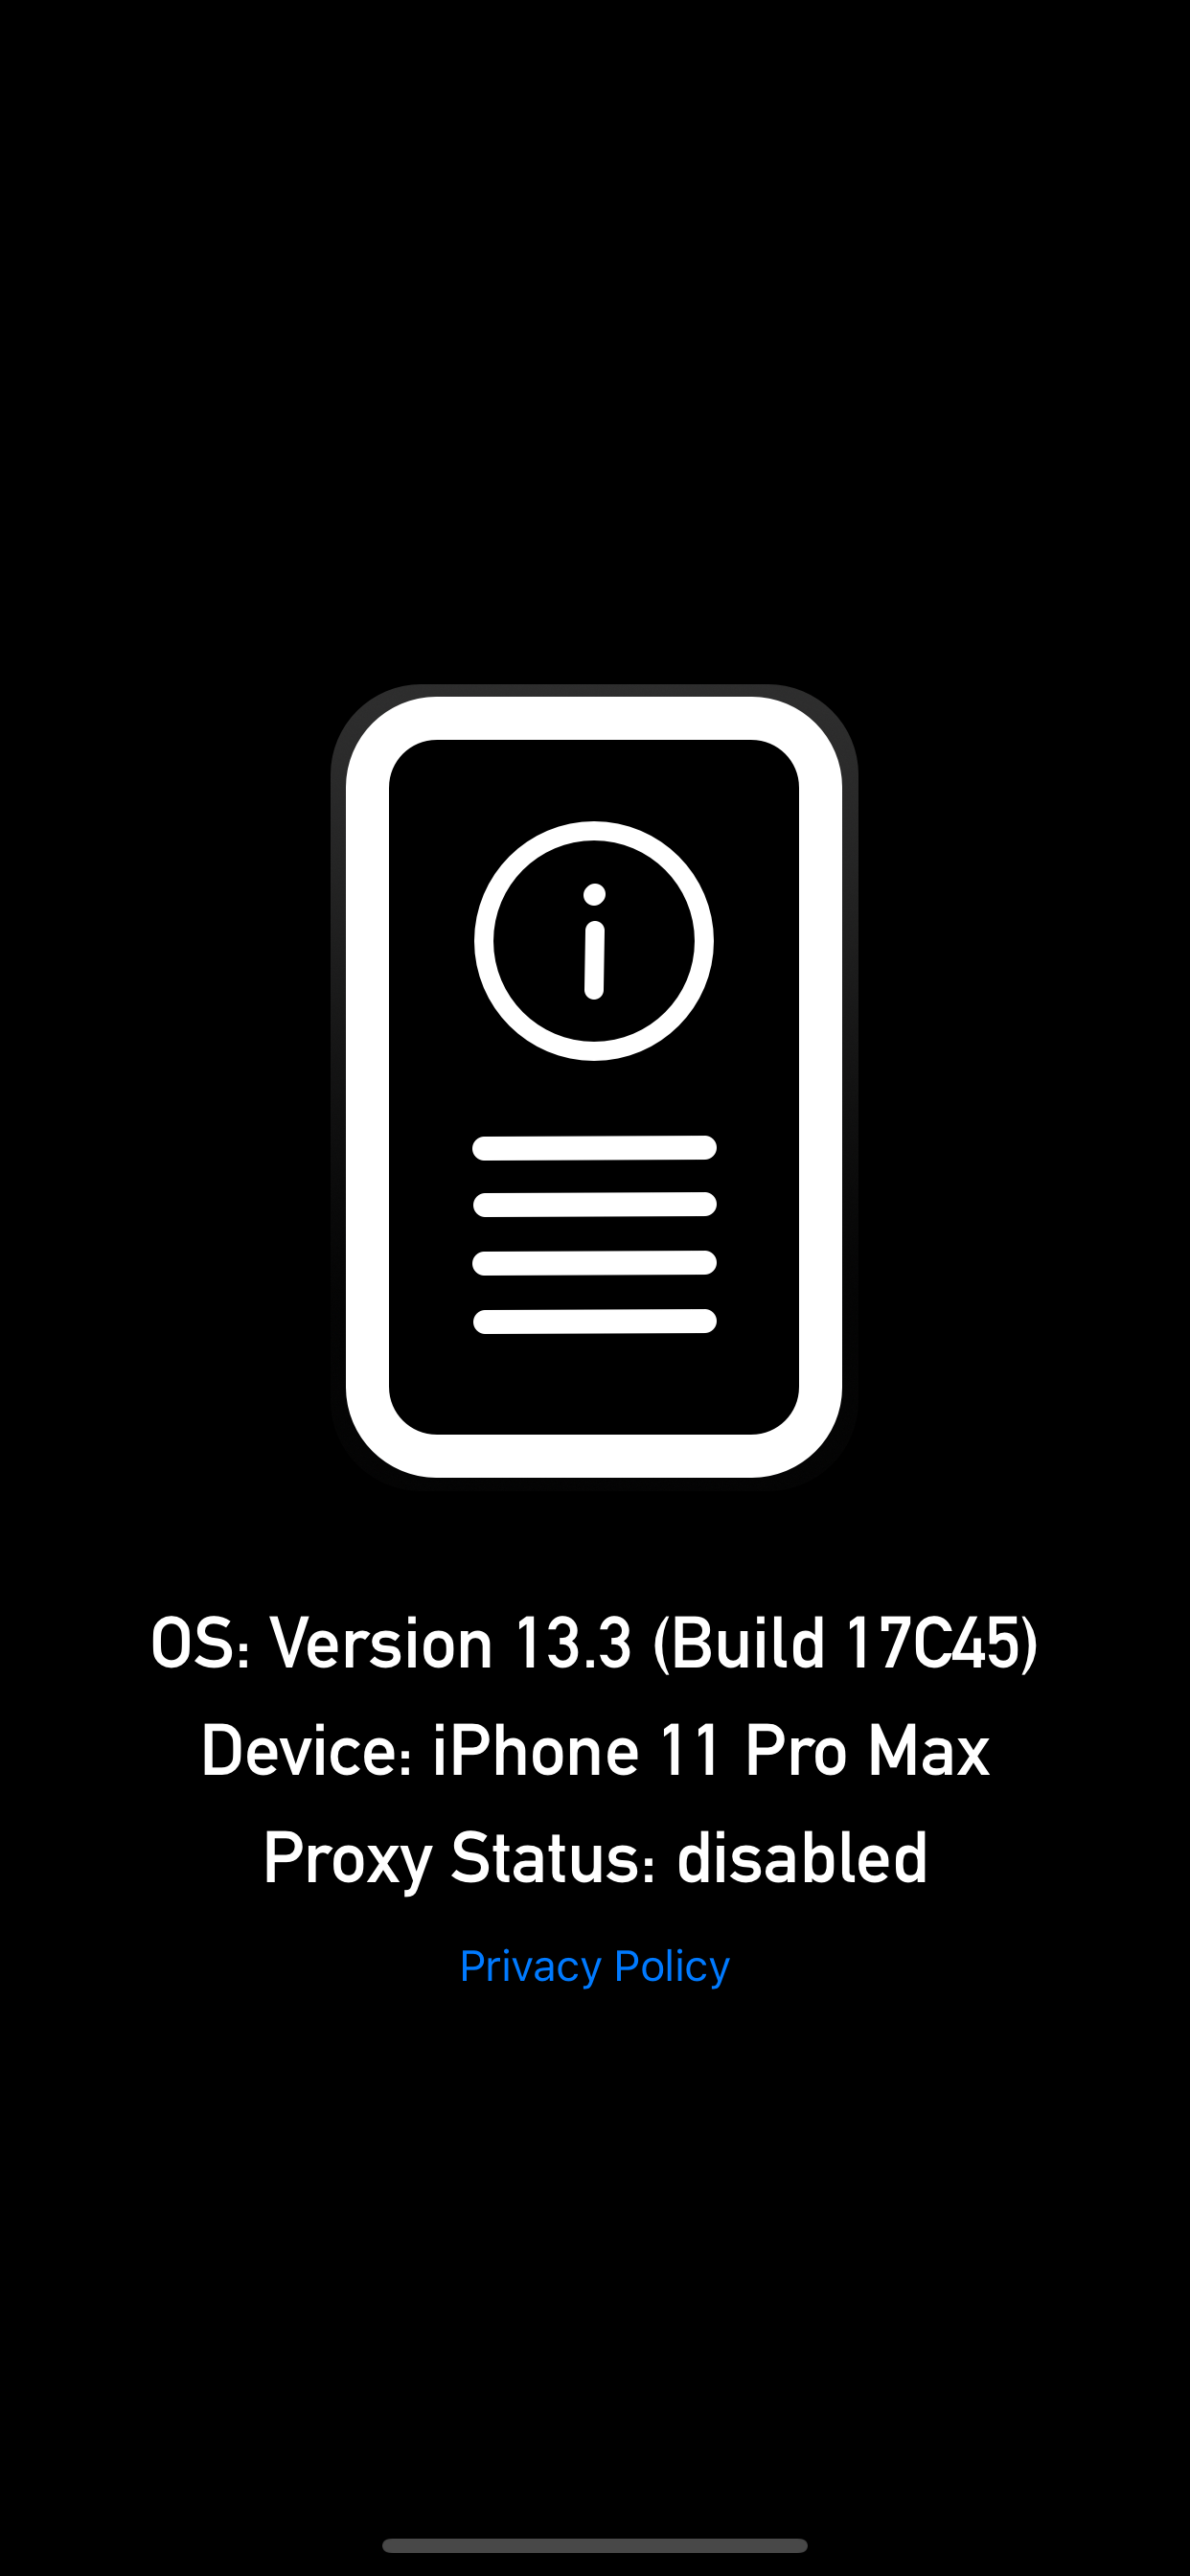 OS: Version 13.3 (Build 17C45)
Device: iPhone 11 Pro Max
Proxy Status: disabled
Privacy Policy